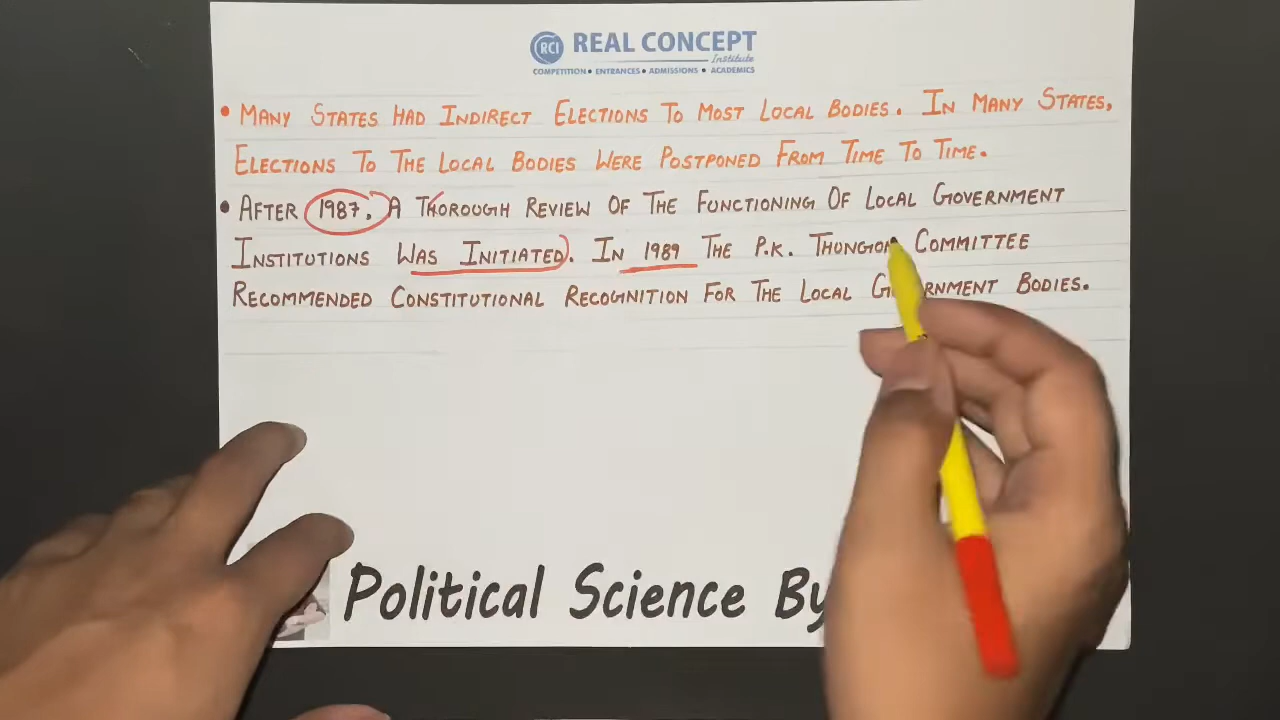 RCI REAL CONCEPT
Institute
COMPETITION • ENTRANCES • ADMISSIONS • ACADEMICS
• MANY STATES HAD INDIRECT ELECTIONS TO MOST LOCAL BODIES. IN MANY STATES,
ELECTIONS TO THE LOCAL BODIES WERE POSTPONED FROM TIME TO TIME.
• AFTER 1987, A THOROUGH REVIEW OF THE FUNCTIONING OF LOCAL GOVERNMENT
INSTITUTIONS WAS INITIATED. IN 1989 THE P.K. THUNGON COMMITTEE
RECOMMENDED CONSTITUTIONAL RECOGNITION FOR THE LOCAL GOVERNMENT BODIES.
Political Science By